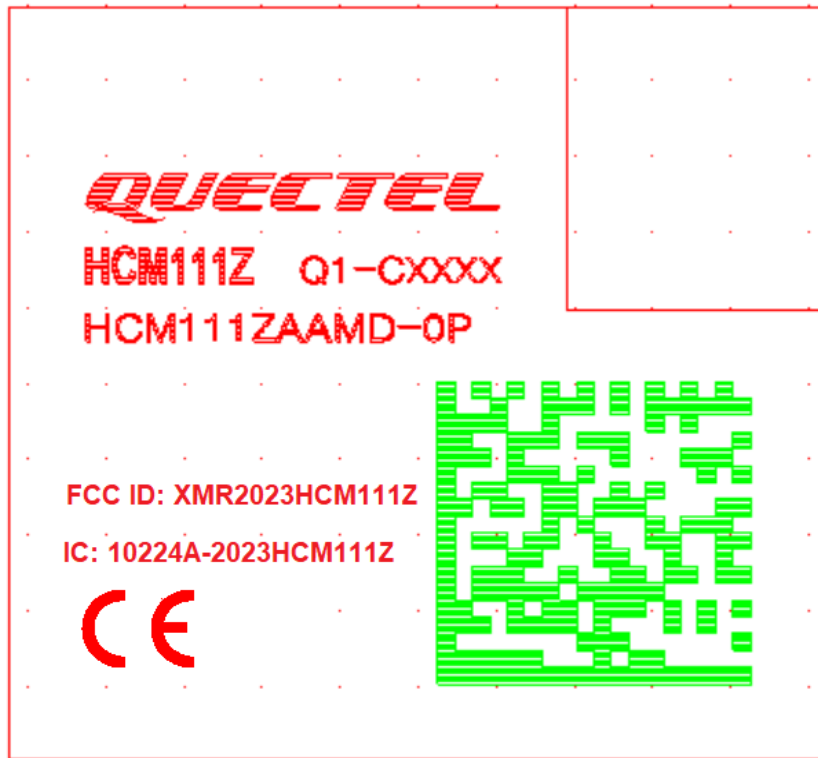 QUECTEL
HCM111Z Q1-CXXXX
HCM111ZAAMD-0P
FCC ID: XMR2023HCM111Z
IC: 10224A-2023HCM111Z
CE